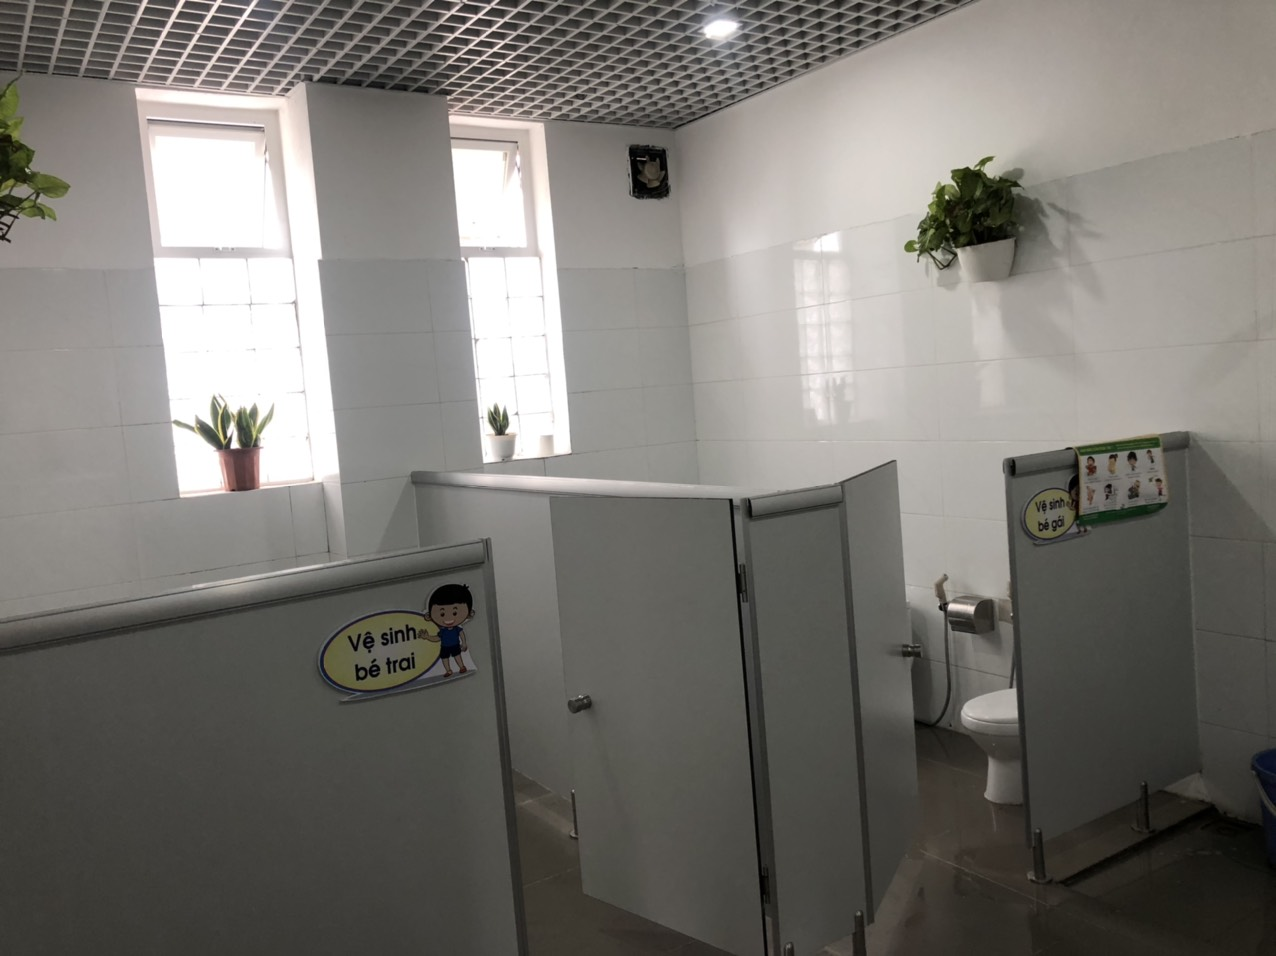 Vệ sinh
bé trai
Vệ sinh
bé gái